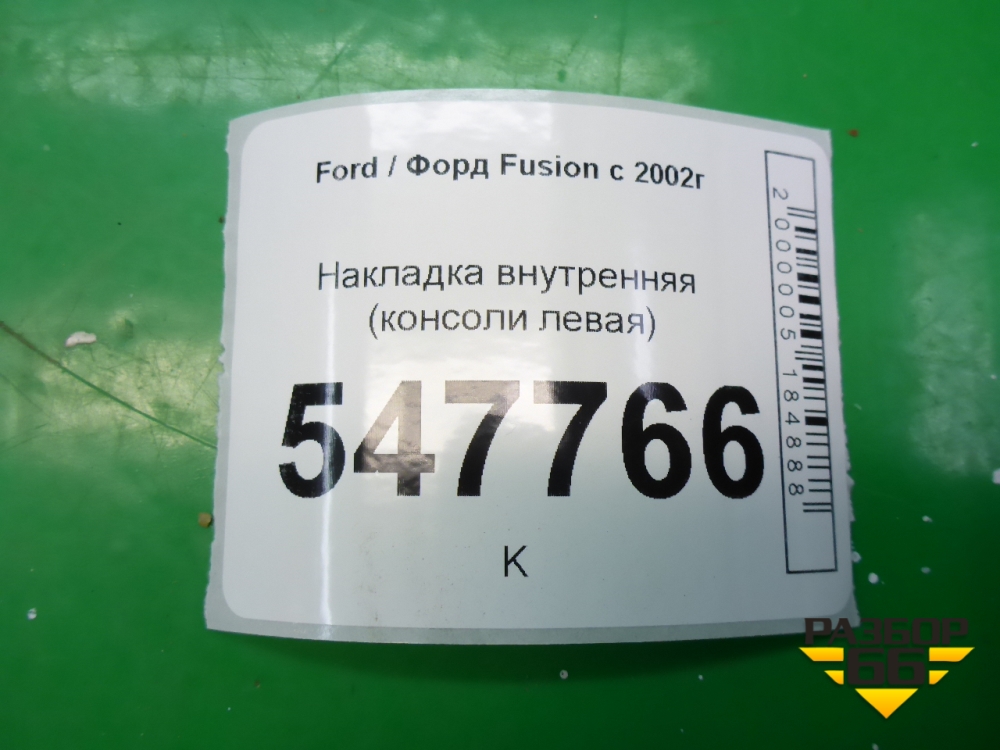 Ford / Форд Fusion с 2002г
Накладка внутренняя
(консоли левая)
547766
К
2000005184888
РАЗБОР
66